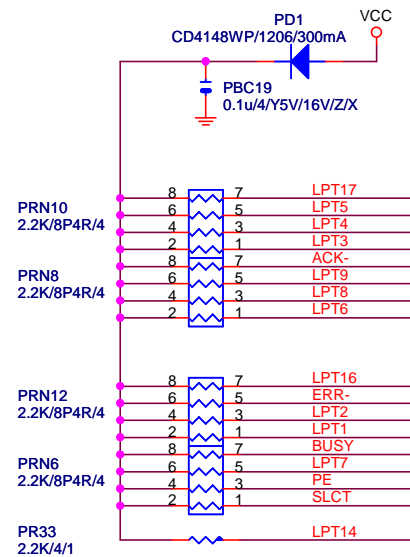 PD1
VCC
CD4148WP/1206/300mA
PBC19
0.1u/4/Y5V/16V/Z/X
PRN10
2.2K/8P4R/4
8 7 LPT17
6 5 LPT5
4 3 LPT4
2 1 LPT3
PRN8
2.2K/8P4R/4
8 7 ACK-
6 5 LPT9
4 3 LPT8
2 1 LPT6
PRN12
2.2K/8P4R/4
8 7 LPT16
6 5 ERR-
4 3 LPT2
2 1 LPT1
PRN6
2.2K/8P4R/4
8 7 BUSY
6 5 LPT7
4 3 PE
2 1 SLCT
PR33
2.2K/4/1
LPT14